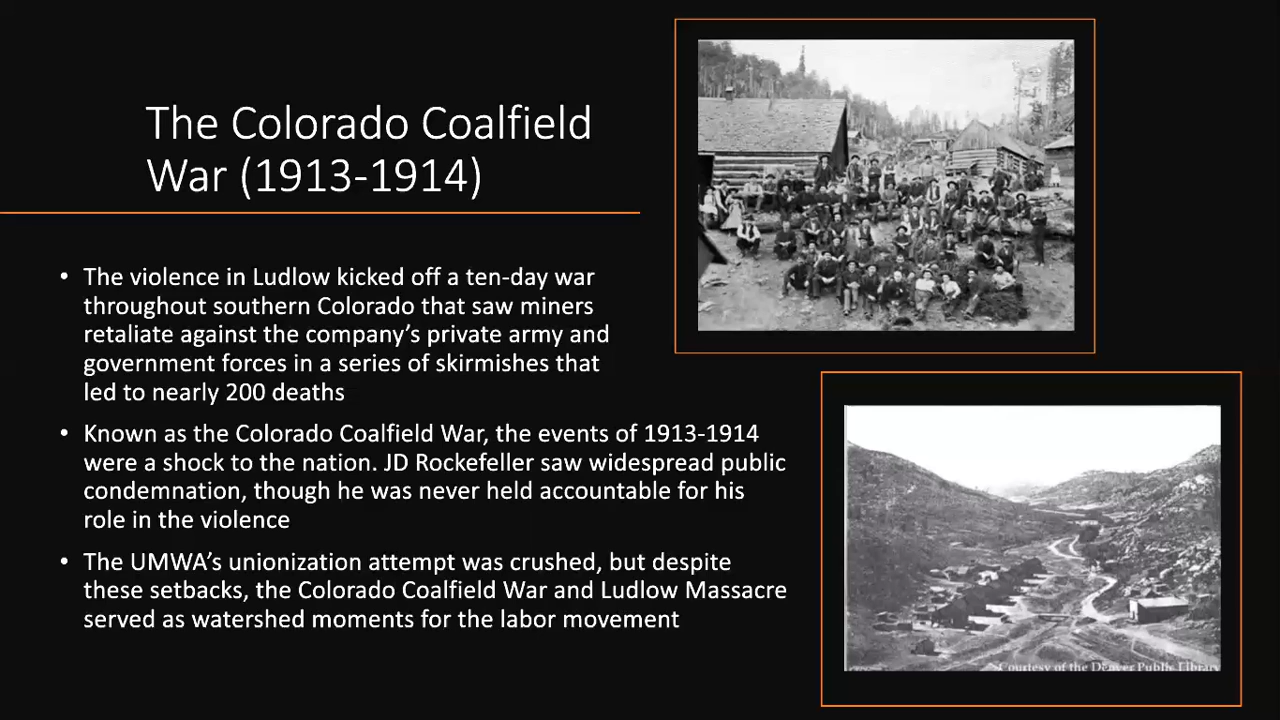 The Colorado Coalfield
War (1913-1914)
• The violence in Ludlow kicked off a ten-day war
throughout southern Colorado that saw miners
retaliate against the company’s private army and
government forces in a series of skirmishes that
led to nearly 200 deaths
• Known as the Colorado Coalfield War, the events of 1913-1914
were a shock to the nation. JD Rockefeller saw widespread public
condemnation, though he was never held accountable for his
role in the violence
• The UMWA’s unionization attempt was crushed, but despite
these setbacks, the Colorado Coalfield War and Ludlow Massacre
served as watershed moments for the labor movement
Courtesy of the Denver Public Library